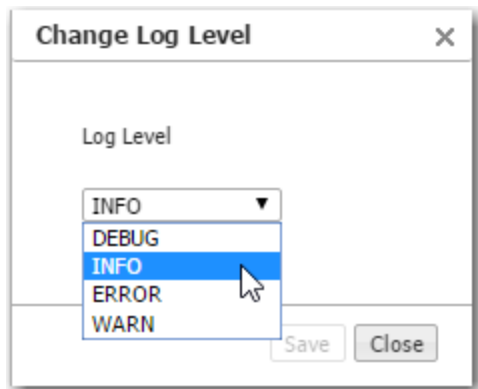 Change Log Level
Log Level
INFO
DEBUG
INFO
ERROR
WARN
Save Close